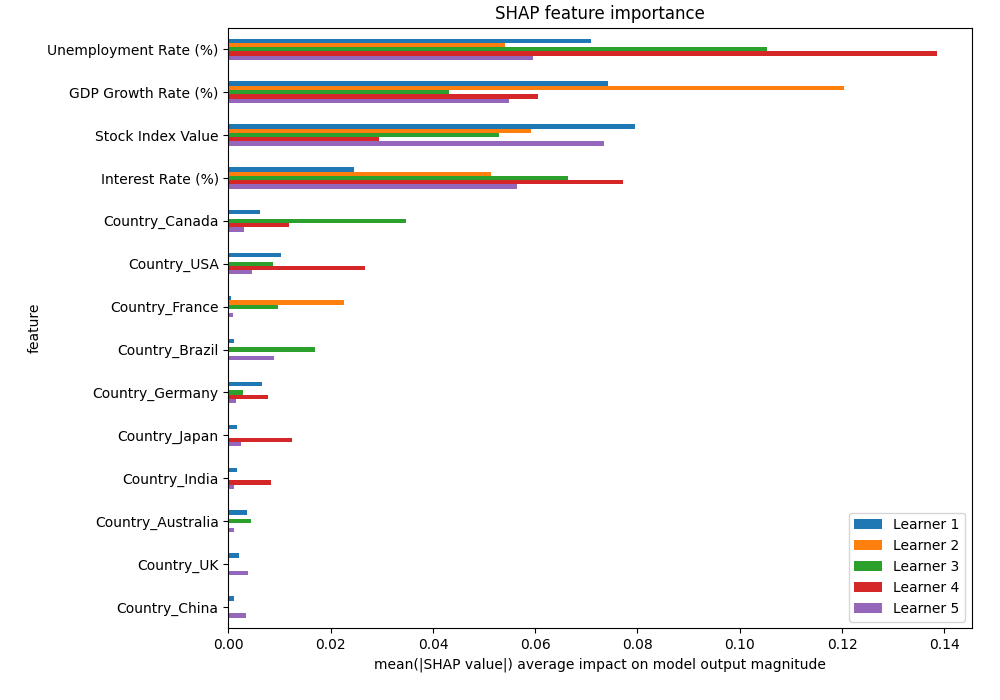 SHAP feature importance
Unemployment Rate (%)
GDP Growth Rate (%)
Stock Index Value
Interest Rate (%)
Country_Canada
Country_USA
Country_France
Country_Brazil
Country_Germany
Country_Japan
Country_India
Country_Australia
Country_UK
Country_China
feature
Learner 1
Learner 2
Learner 3
Learner 4
Learner 5
0.00 0.02 0.04 0.06 0.08 0.10 0.12 0.14
mean(|SHAP value|) average impact on model output magnitude